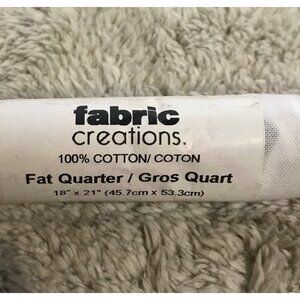 fabric
creations.
100% COTTON/ COTON
Fat Quarter / Gros Quart
18" x 21" (45.7cm x 53.3cm)